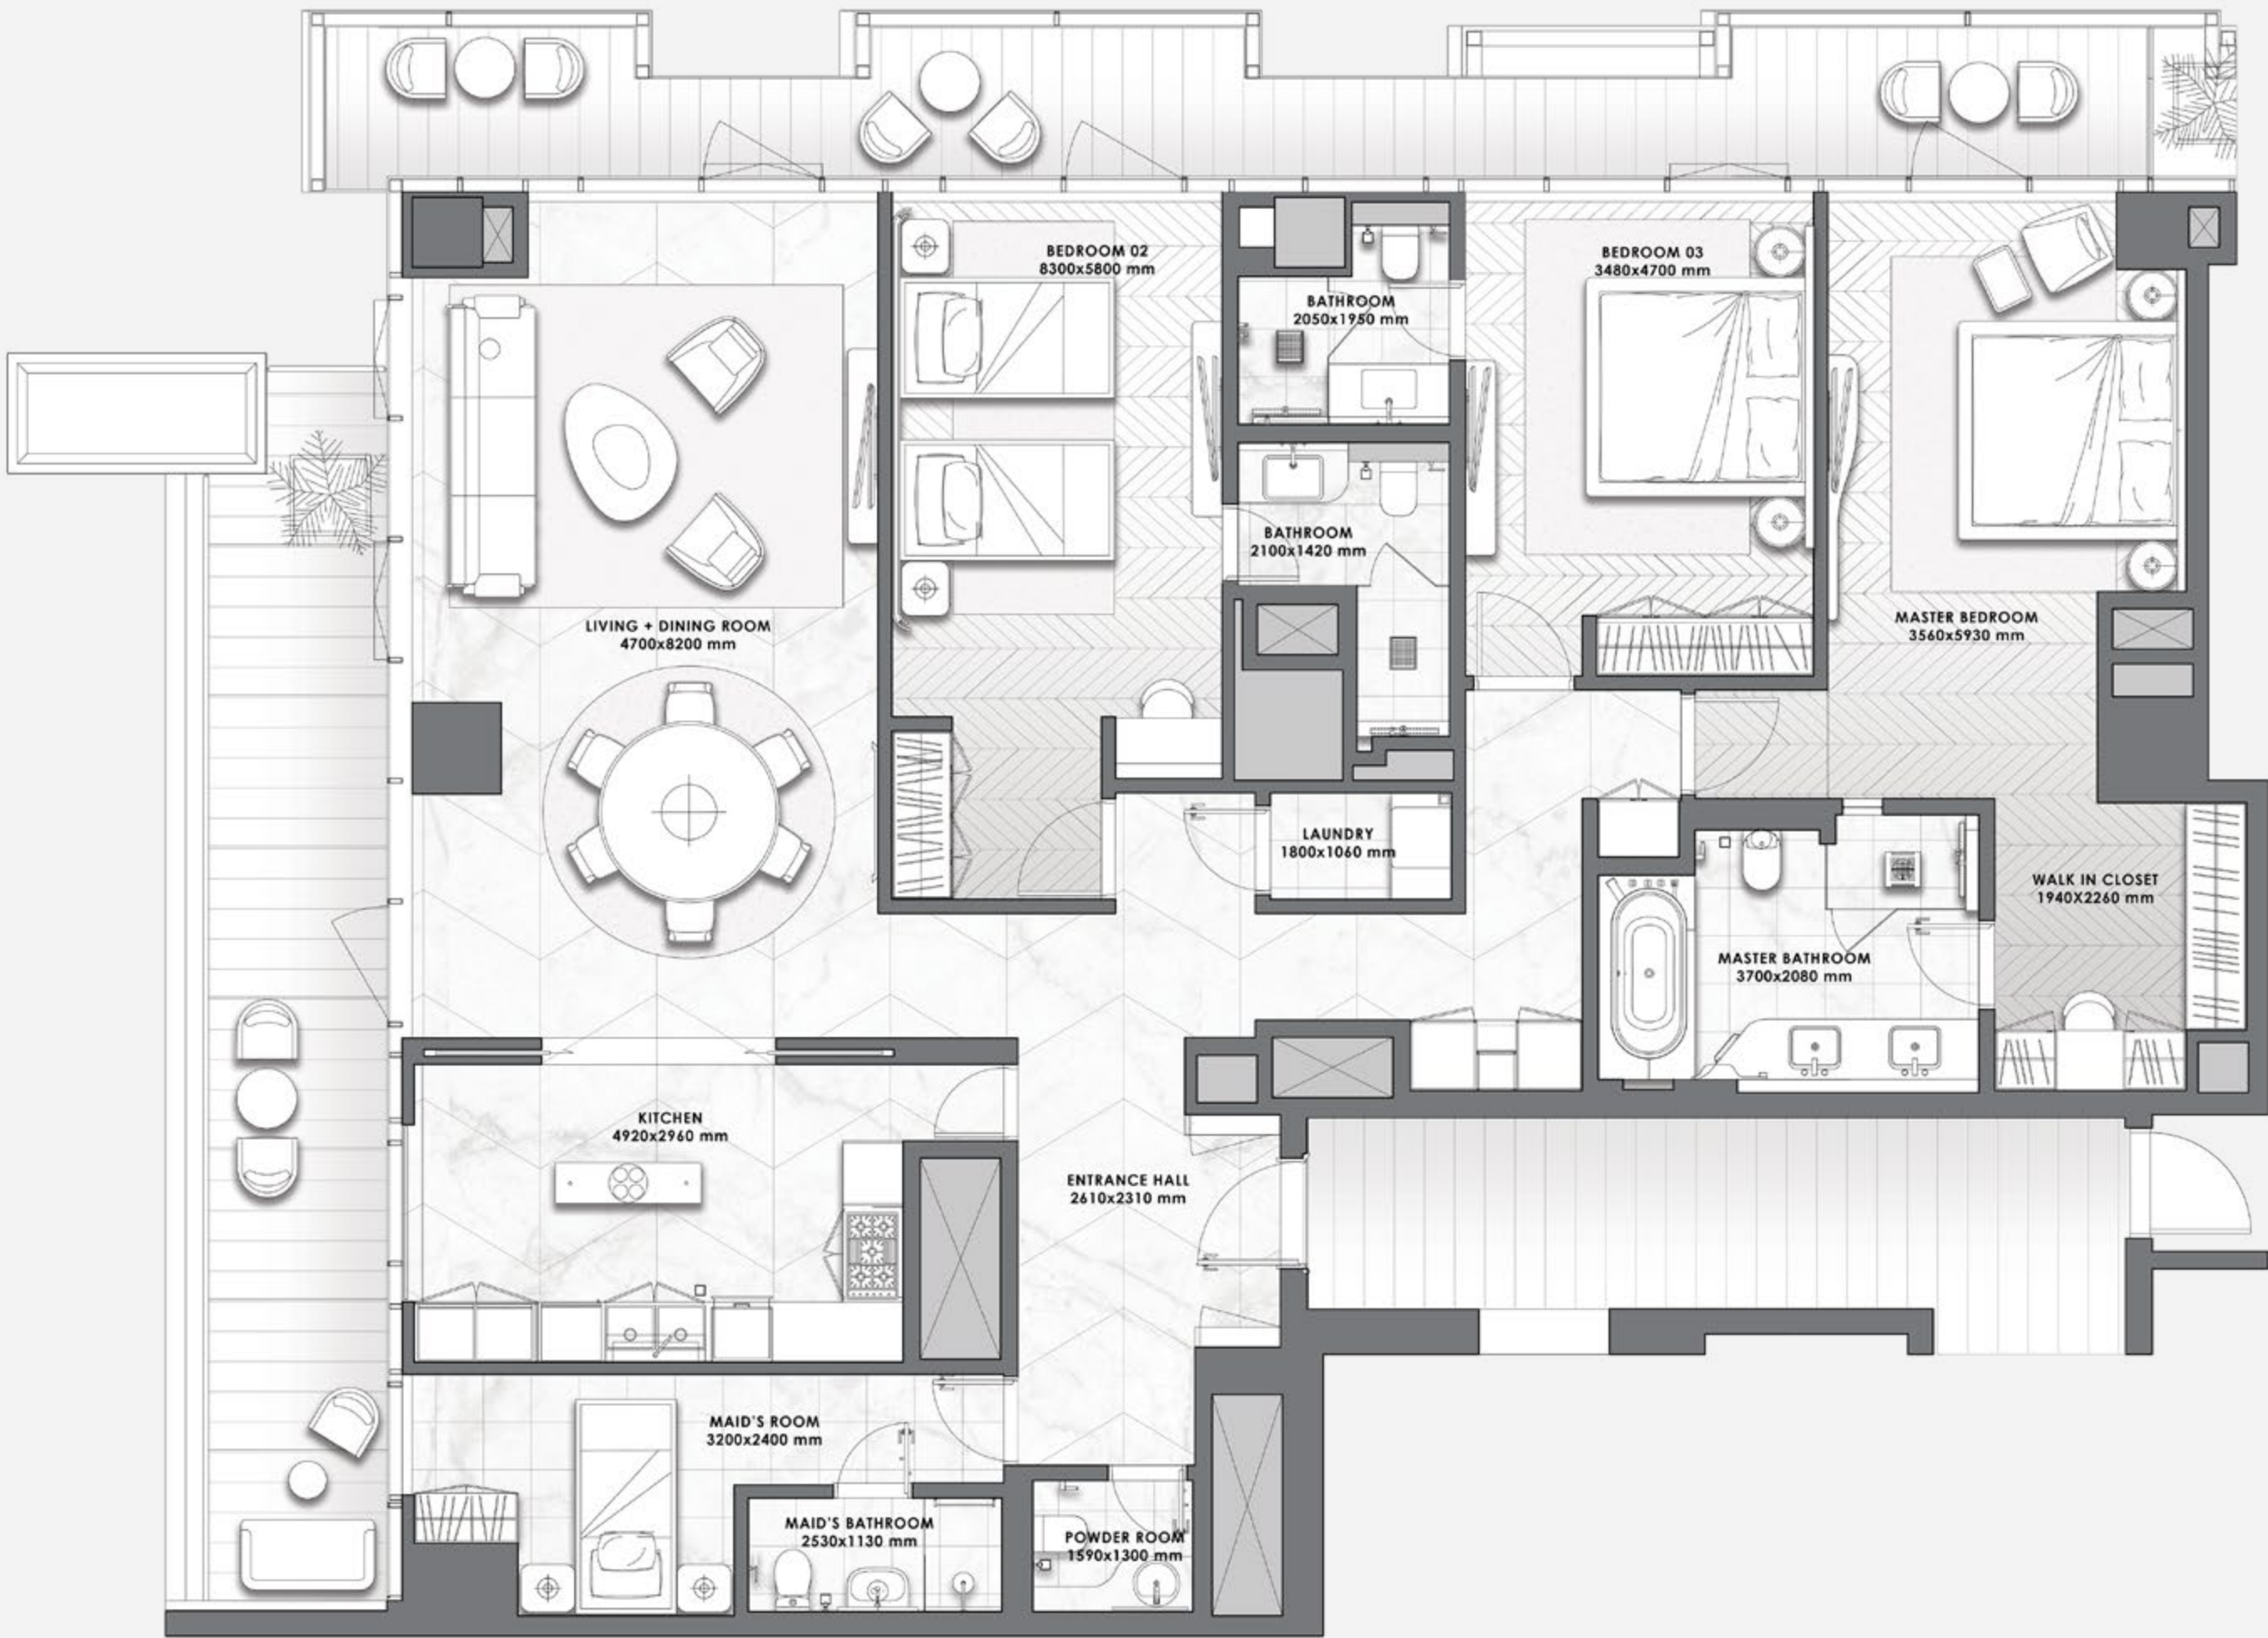 BEDROOM 02
8300x5800 mm
BEDROOM 03
3480x4700 mm
BATHROOM
2050x1950 mm
BATHROOM
2100x1420 mm
LIVING + DINING ROOM
4700x8200 mm
MASTER BEDROOM
3560x5930 mm
LAUNDRY
1800x1060 mm
WALK IN CLOSET
1940X2260 mm
MASTER BATHROOM
3700x2080 mm
KITCHEN
4920x2960 mm
ENTRANCE HALL
2610x2310 mm
MAID'S ROOM
3200x2400 mm
MAID'S BATHROOM
2530x1130 mm
POWDER ROOM
1590x1300 mm